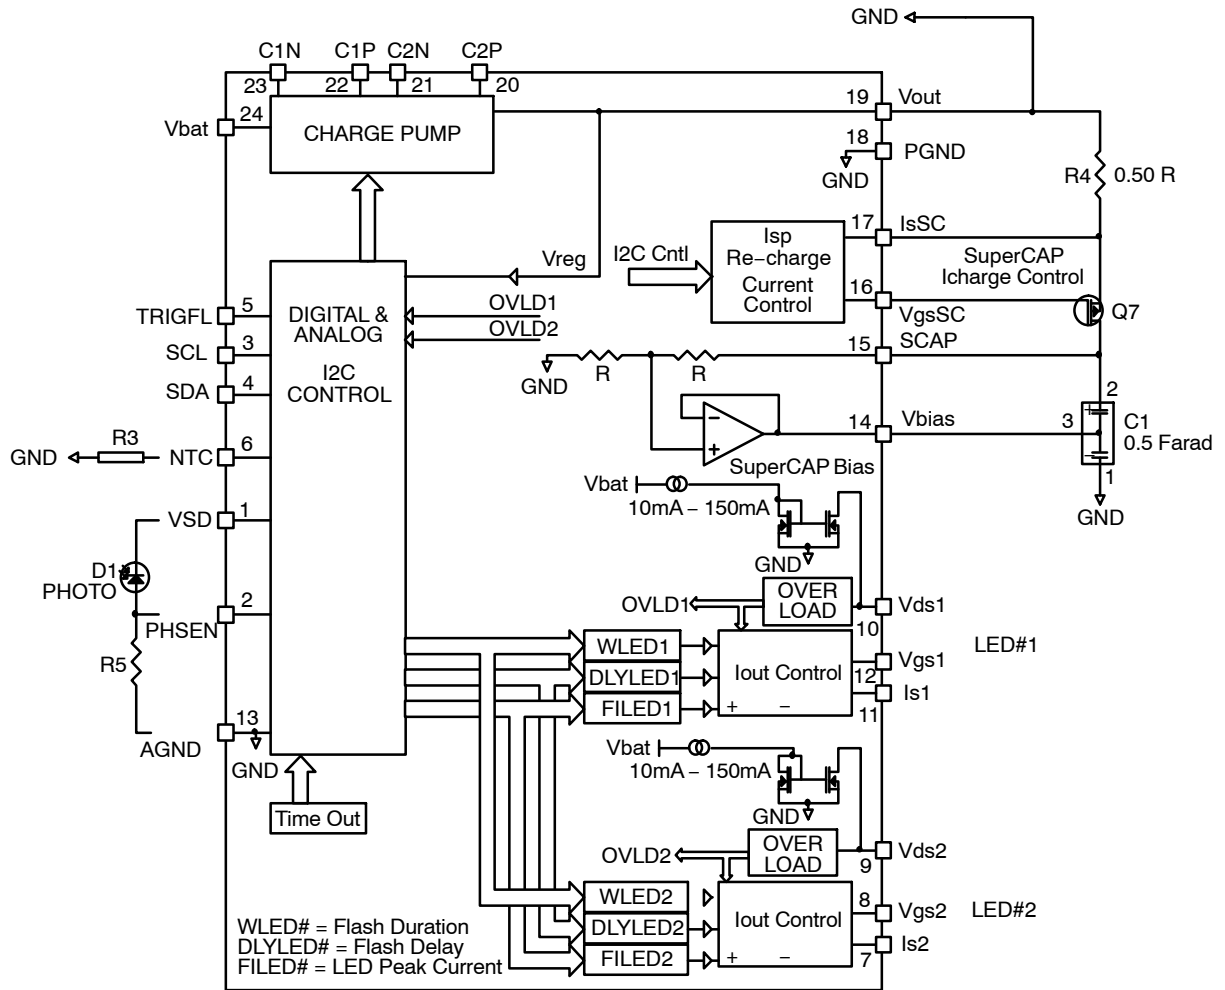 GND
C1N
C1P
C2N
C2P
23
22
21
20
24
Vbat
CHARGE PUMP
19
Vout
18
PGND
GND
R4
0.50 R
17
IsSC
Isp
Re−charge
Current
Control
I2C Cntl
SuperCAP
Icharge Control
16
VgsSC
Q7
Vreg
OVLD1
OVLD2
TRIGFL
5
SCL
3
SDA
4
DIGITAL &
ANALOG
I2C
CONTROL
15
SCAP
GND
R
R
−
+
14
Vbias
SuperCAP Bias
2
+
3
−
1
C1
0.5 Farad
GND
GND
R3
NTC
6
VSD
1
D1
PHOTO
2
PHSEN
R5
13
AGND
GND
Time Out
Vbat
10mA − 150mA
GND
OVLD1
OVER
LOAD
Vds1
10
WLED1
DLYLED1
FILED1
Iout Control
+
−
Vgs1
12
Is1
11
LED#1
Vbat
10mA − 150mA
GND
OVLD2
OVER
LOAD
Vds2
9
WLED2
DLYLED2
FILED2
Iout Control
+
−
8
Vgs2
Is2
7
LED#2
WLED# = Flash Duration
DLYLED# = Flash Delay
FILED# = LED Peak Current